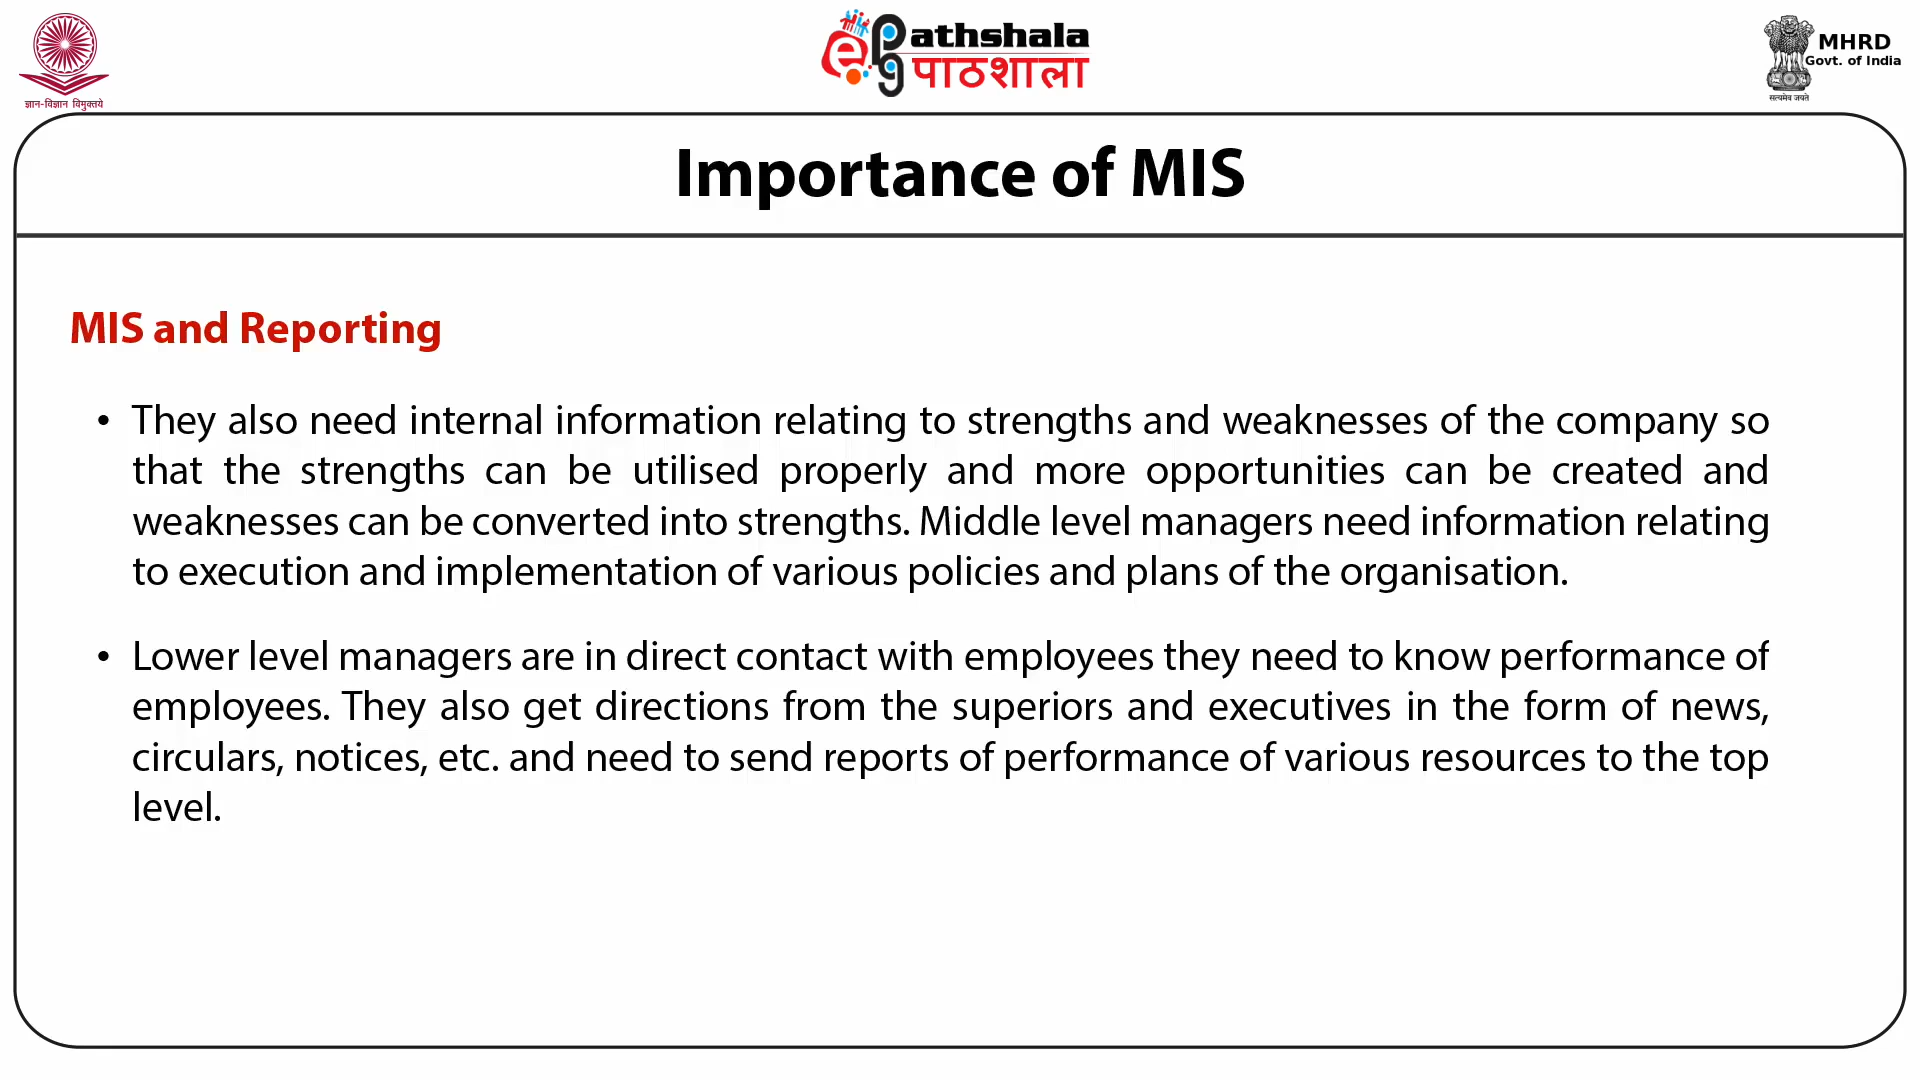 ज्ञान-विज्ञान विमुक्तये
ePg athshala
पाठशाला
MHRD
Govt. of India
सत्यमेव जयते
Importance of MIS
MIS and Reporting
• They also need internal information relating to strengths and weaknesses of the company so
that the strengths can be utilised properly and more opportunities can be created and
weaknesses can be converted into strengths. Middle level managers need information relating
to execution and implementation of various policies and plans of the organisation.
• Lower level managers are in direct contact with employees they need to know performance of
employees. They also get directions from the superiors and executives in the form of news,
circulars, notices, etc. and need to send reports of performance of various resources to the top
level.